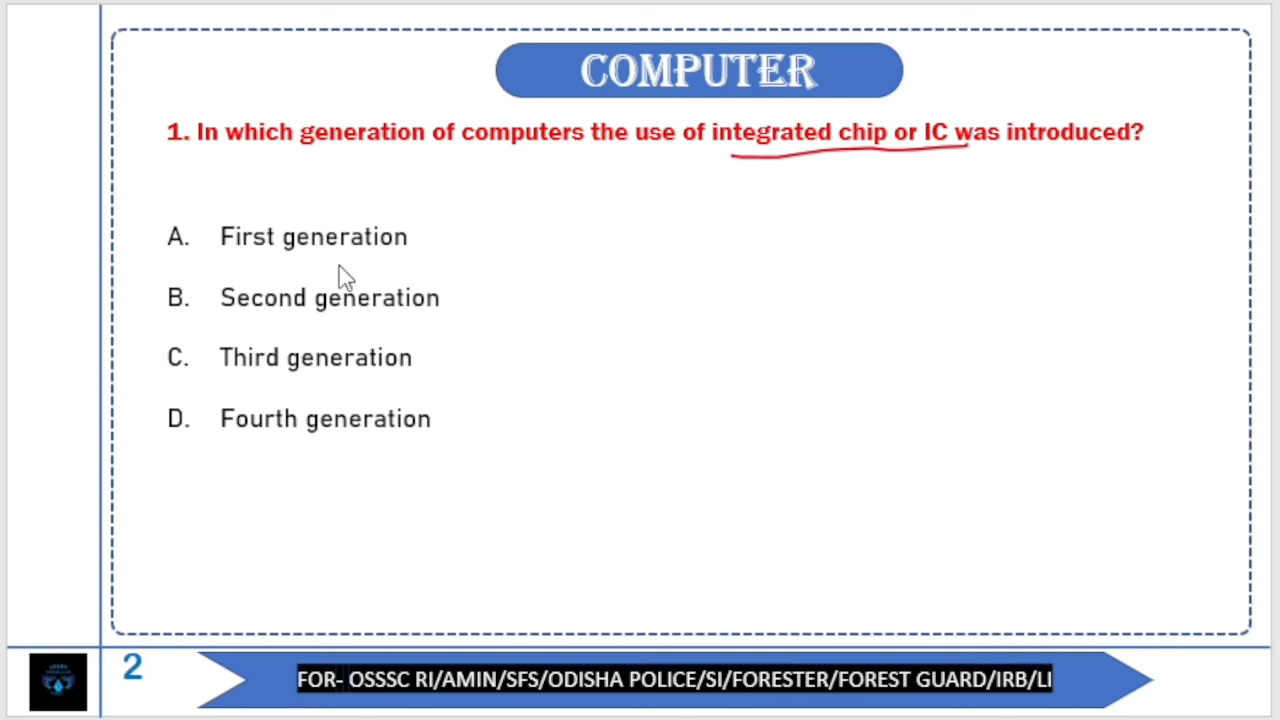 COMPUTER
1. In which generation of computers the use of integrated chip or IC was introduced?
A. First generation
B. Second generation
C. Third generation
D. Fourth generation
2
FOR- OSSSC RI/AMIN/SFS/ODISHA POLICE/SI/FORESTER/FOREST GUARD/IRB/LI